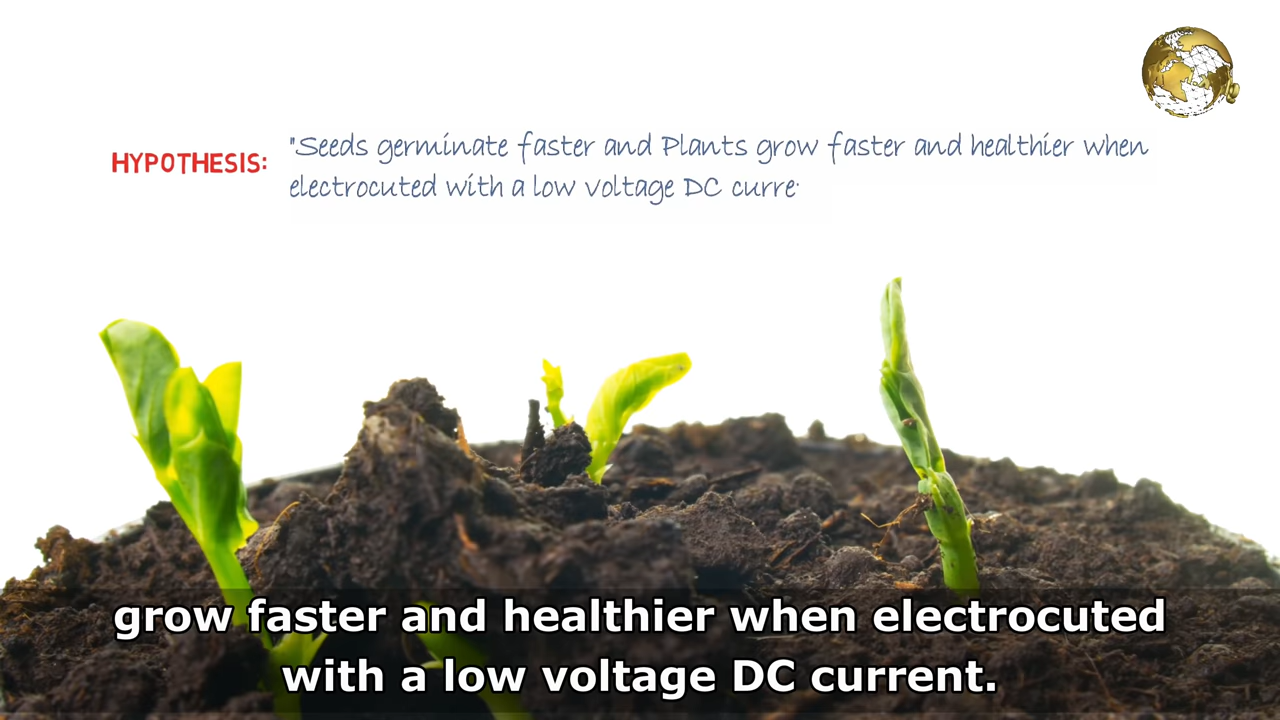 HYPOTHESIS:
"Seeds germinate faster and Plants grow faster and healthier when
electrocuted with a low voltage DC curre
grow faster and healthier when electrocuted
with a low voltage DC current.